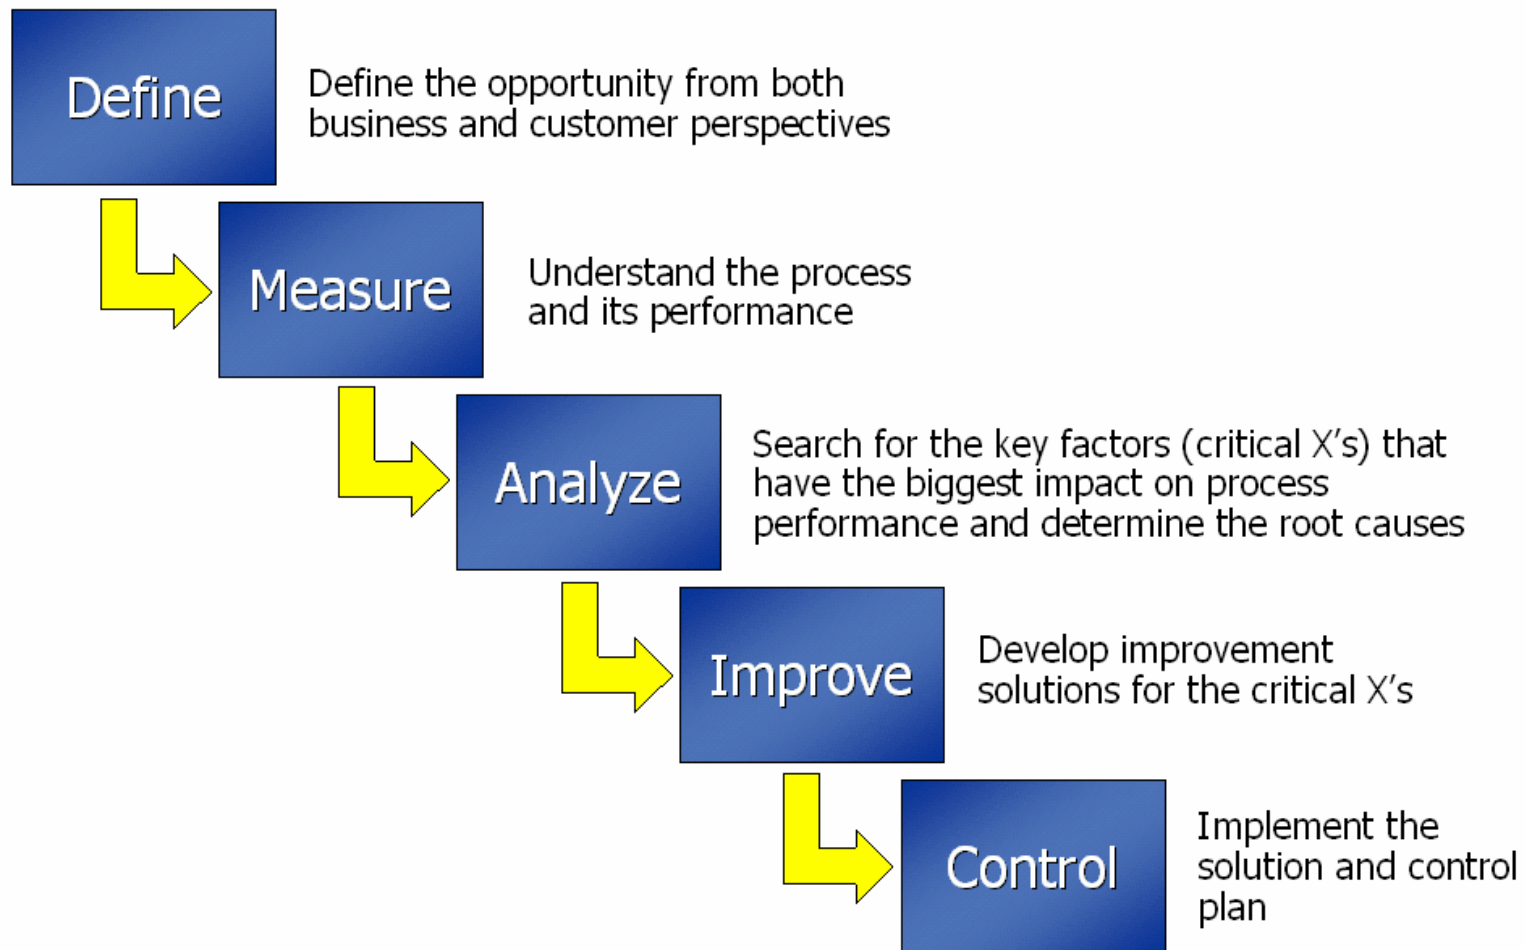 Define
Define the opportunity from both
business and customer perspectives
Measure
Understand the process
and its performance
Analyze
Search for the key factors (critical X's) that
have the biggest impact on process
performance and determine the root causes
Improve
Develop improvement
solutions for the critical X's
Control
Implement the
solution and control
plan